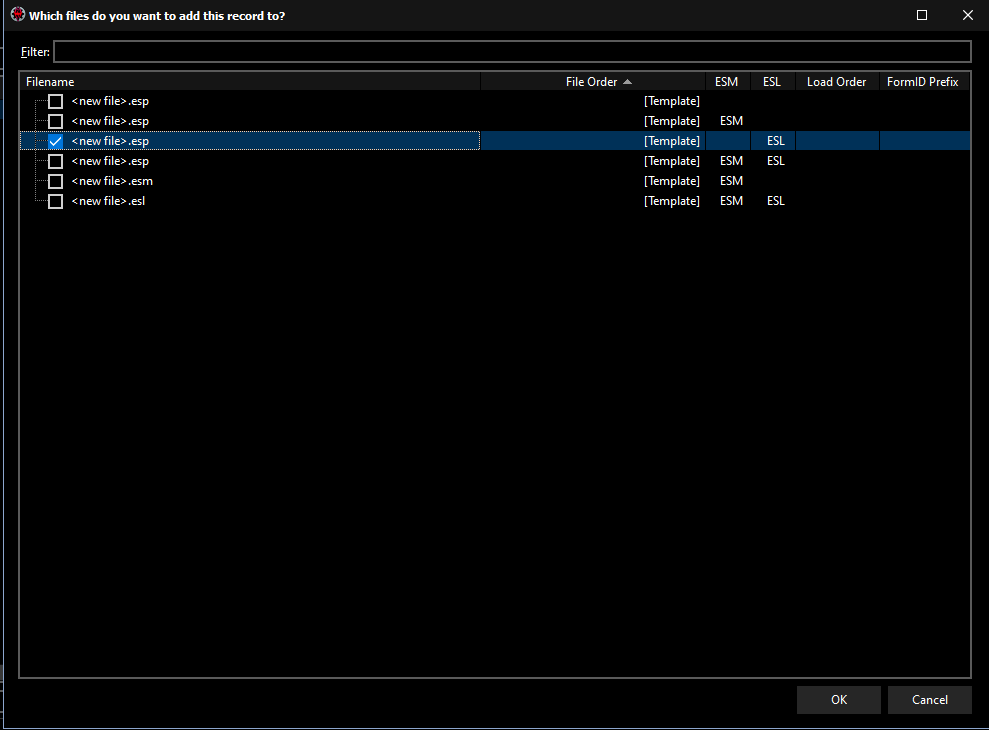 Which files do you want to add this record to?
Filter:
Filename File Order ESM ESL Load Order FormID Prefix
<new file>.esp [Template]
<new file>.esp [Template] ESM
<new file>.esp [Template] ESL
<new file>.esp [Template] ESM ESL
<new file>.esm [Template] ESM
<new file>.esl [Template] ESM ESL
OK Cancel